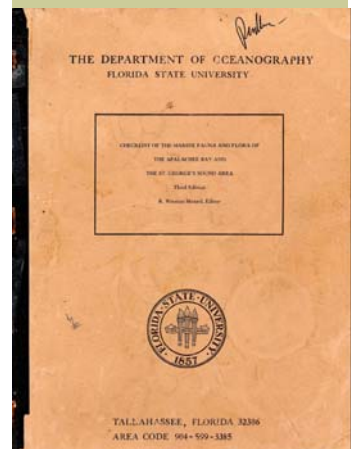 THE DEPARTMENT OF OCEANOGRAPHY
FLORIDA STATE UNIVERSITY
CHECKLIST OF THE MARINE FAUNA AND FLORA OF
THE APALACHEE BAY AND
THE ST. GEORGE'S SOUND AREA
Third Edition
R. Winston Menzel, Editor
FLORIDA · STATE · UNIVERSITY
1857
TALLAHASSEE, FLORIDA 32306
AREA CODE 904-599-3385